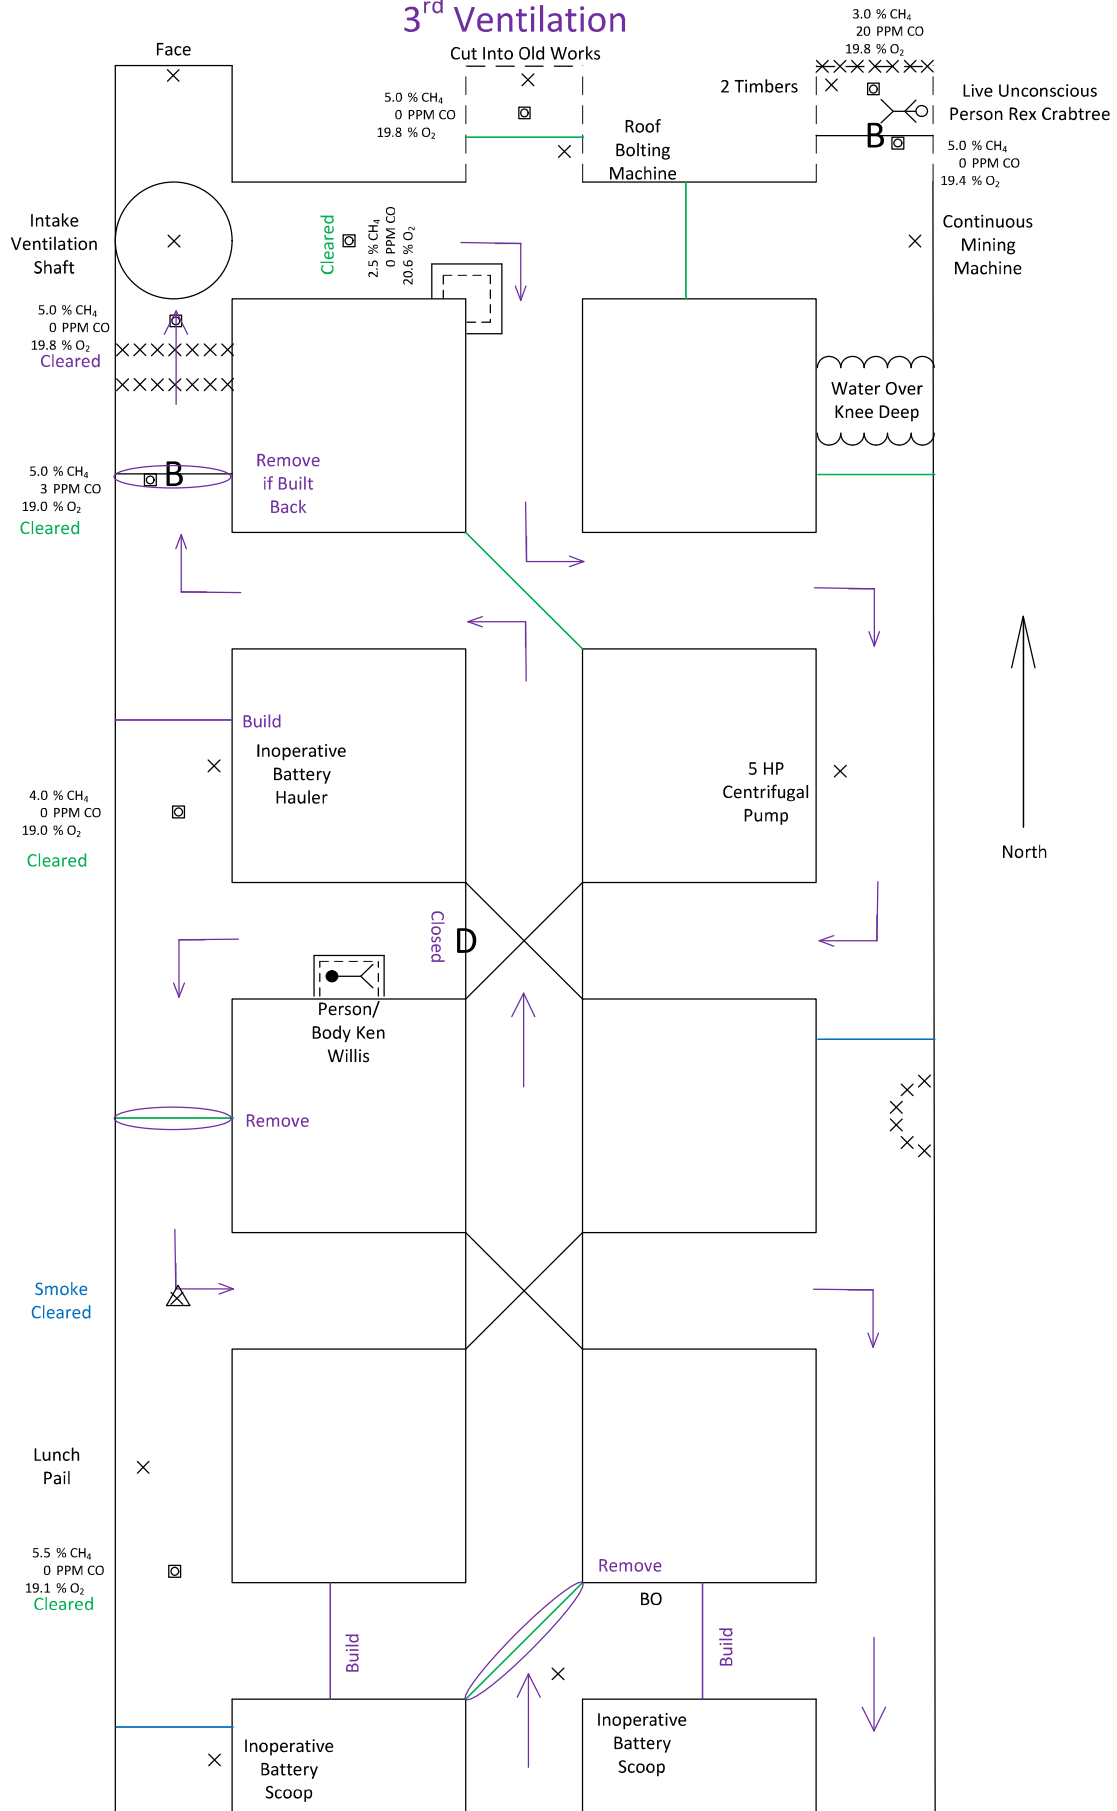 3rd Ventilation
Face
Cut Into Old Works
3.0 % CH4
20 PPM CO
19.8 % O2
2 Timbers
Live Unconscious
Person Rex Crabtree
5.0 % CH4
0 PPM CO
19.8 % O2
Roof
Bolting
Machine
B
5.0 % CH4
0 PPM CO
19.4 % O2
Intake
Ventilation
Shaft
Cleared
2.5 % CH4
0 PPM CO
20.6 % O2
Continuous
Mining
Machine
5.0 % CH4
0 PPM CO
19.8 % O2
Cleared
Water Over
Knee Deep
5.0 % CH4
3 PPM CO
19.0 % O2
Cleared
B
Remove
if Built
Back
Build
Inoperative
Battery
Hauler
5 HP
Centrifugal
Pump
4.0 % CH4
0 PPM CO
19.0 % O2
Cleared
North
Closed
D
Person/
Body Ken
Willis
Remove
Smoke
Cleared
Lunch
Pail
5.5 % CH4
0 PPM CO
19.1 % O2
Cleared
Remove
BO
Build
Build
Inoperative
Battery
Scoop
Inoperative
Battery
Scoop